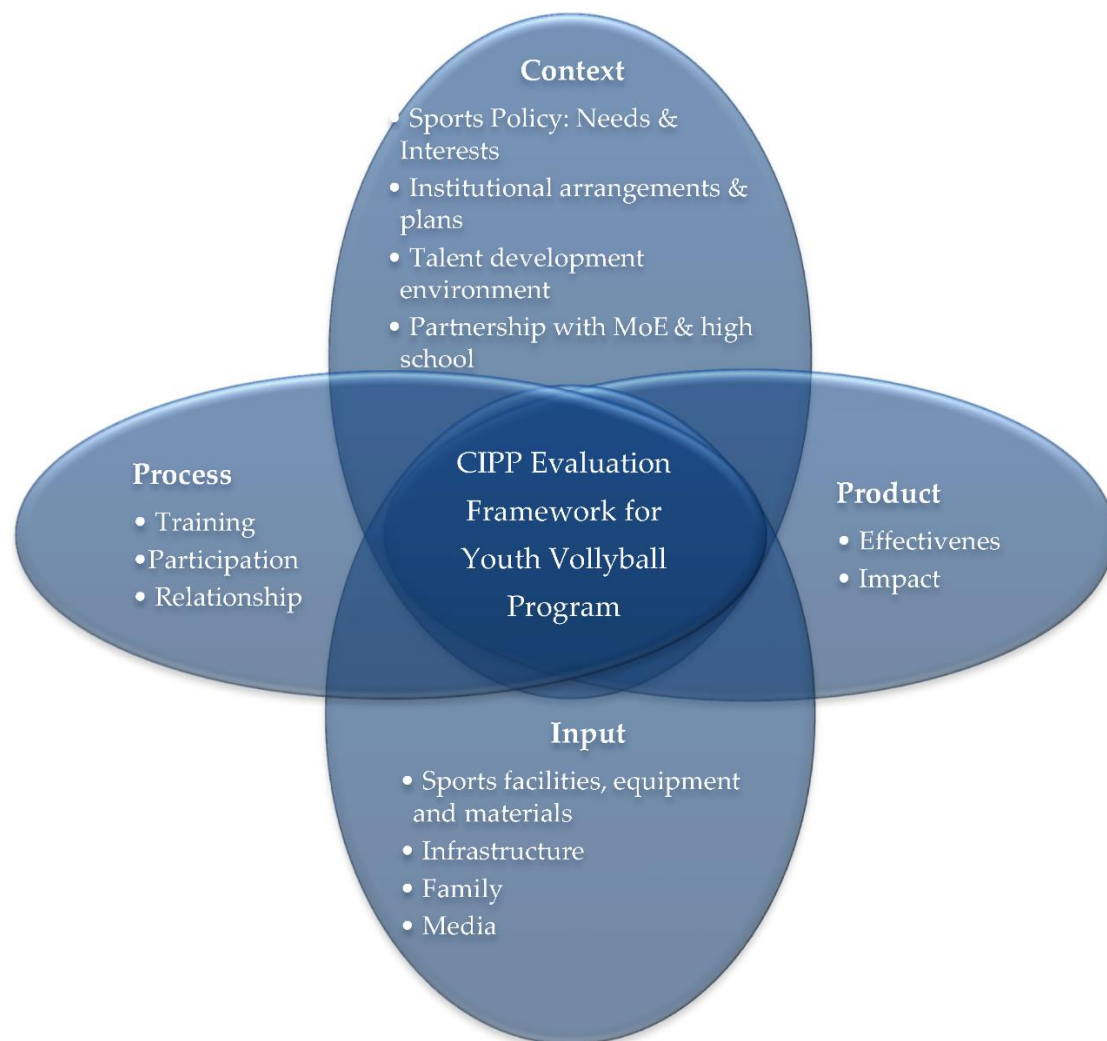 Context
• Sports Policy: Needs &
Interests
• Institutional arrangements &
plans
• Talent development
environment
• Partnership with MoE & high
school
Process
• Training
•Participation
• Relationship
CIPP Evaluation
Framework for
Youth Vollyball
Program
Product
• Effectivenes
• Impact
Input
• Sports facilities, equipment
and materials
• Infrastructure
• Family
• Media